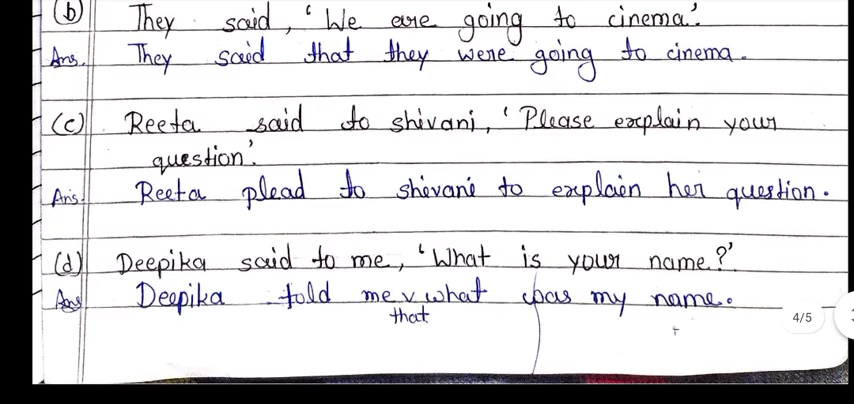 (b) They said, 'We are going to cinema'.
Ans. They said that they were going to cinema.
(c) Reeta said to shivani, 'Please explain your
question'.
Ans. Reeta plead to shivani to explain her question.
(d) Deepika said to me, 'What is your name?'
Ans Deepika told me ᵥ what was my name.
that
4/5